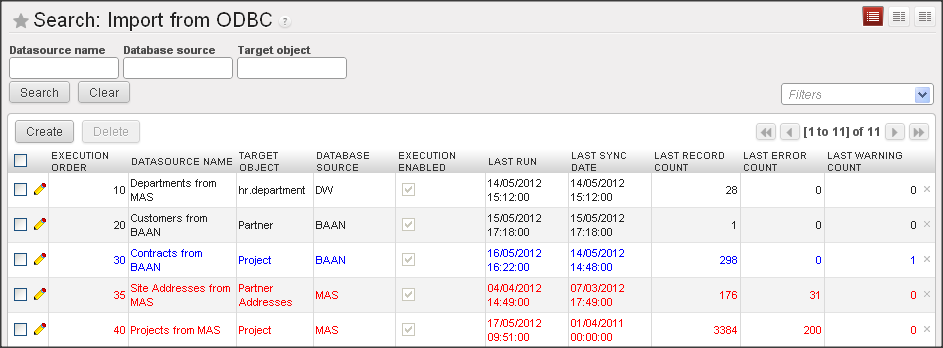 Search: Import from ODBC ?
Datasource name Database source Target object
Search Clear
Filters
Create Delete [1 to 11] of 11
EXECUTION ORDER DATASOURCE NAME TARGET OBJECT DATABASE SOURCE EXECUTION ENABLED LAST RUN LAST SYNC DATE LAST RECORD COUNT LAST ERROR COUNT LAST WARNING COUNT
10 Departments from MAS hr.department DW 14/05/2012 15:12:00 14/05/2012 15:12:00 28 0 0
20 Customers from BAAN Partner BAAN 15/05/2012 17:18:00 15/05/2012 17:18:00 1 0 0
30 Contracts from BAAN Project BAAN 16/05/2012 16:22:00 14/05/2012 14:48:00 298 0 1
35 Site Addresses from MAS Partner Addresses MAS 04/04/2012 14:49:00 07/03/2012 17:49:00 176 31 0
40 Projects from MAS Project MAS 17/05/2012 09:51:00 01/04/2011 00:00:00 3384 200 0